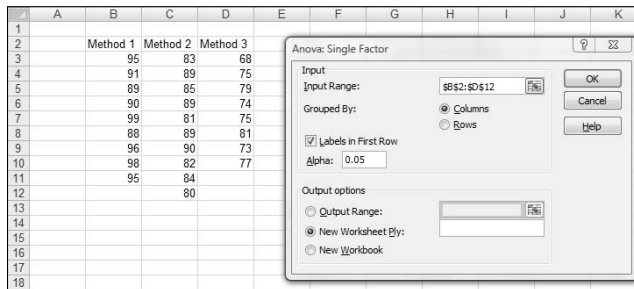 A B C D E F G H I J K
1
2 Method 1 Method 2 Method 3
3 95 83 68
4 91 89 75
5 89 85 79
6 90 89 74
7 99 81 75
8 88 89 81
9 96 90 73
10 98 82 77
11 95 84
12 80
13
14
15
16
17
18
Anova: Single Factor
Input
Input Range: $B$2:$D$12
Grouped By: Columns
Rows
Labels in First Row
Alpha: 0.05
Output options
Output Range:
New Worksheet Ply:
New Workbook
OK
Cancel
Help